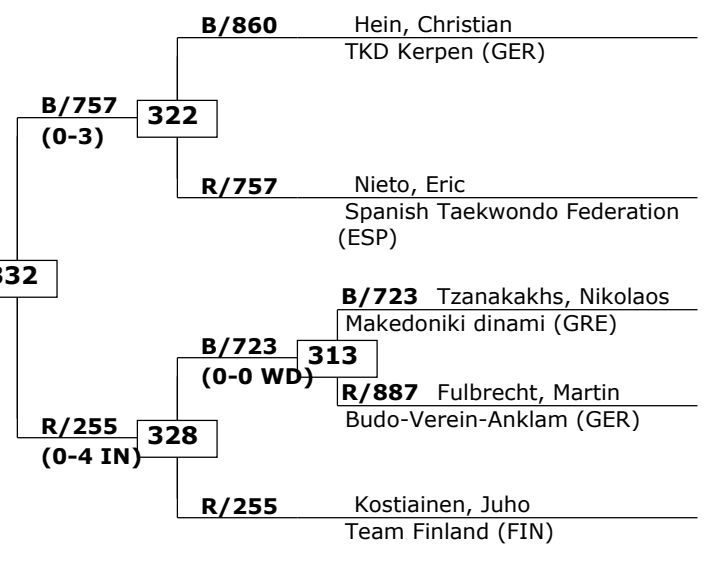 B/860 Hein, Christian
TKD Kerpen (GER)
B/757
322
(0-3)
R/757 Nieto, Eric
Spanish Taekwondo Federation
(ESP)
B/723 Tzanakakhs, Nikolaos
Makedoniki dinami (GRE)
B/723
313
(0-0 WD)
R/887 Fulbrecht, Martin
Budo-Verein-Anklam (GER)
R/255
328
(0-4 IN)
R/255 Kostiainen, Juho
Team Finland (FIN)